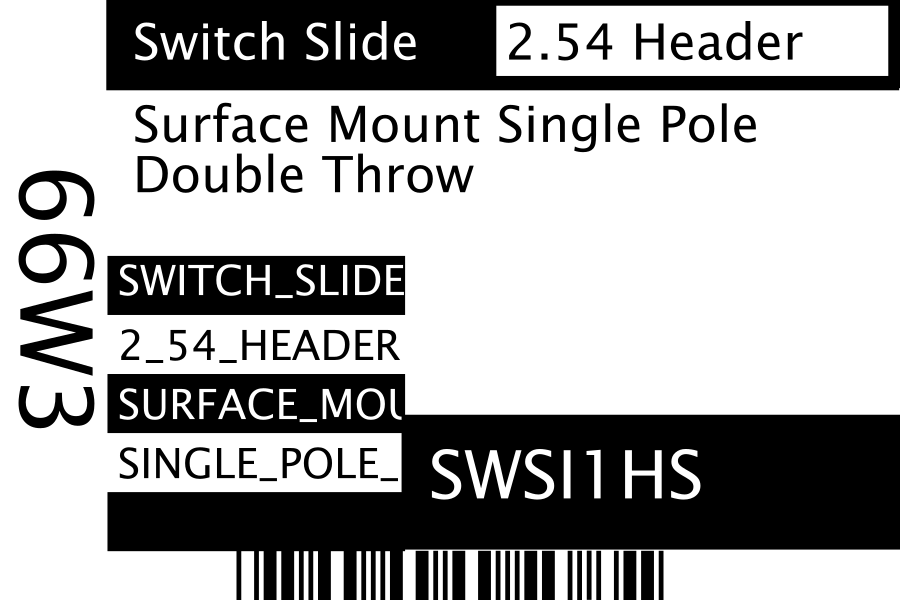 Switch Slide 2.54 Header
Surface Mount Single Pole
Double Throw
66W3
SWITCH_SLIDE
2_54_HEADER
SURFACE_MOU
SINGLE_POLE_
SWSI1HS